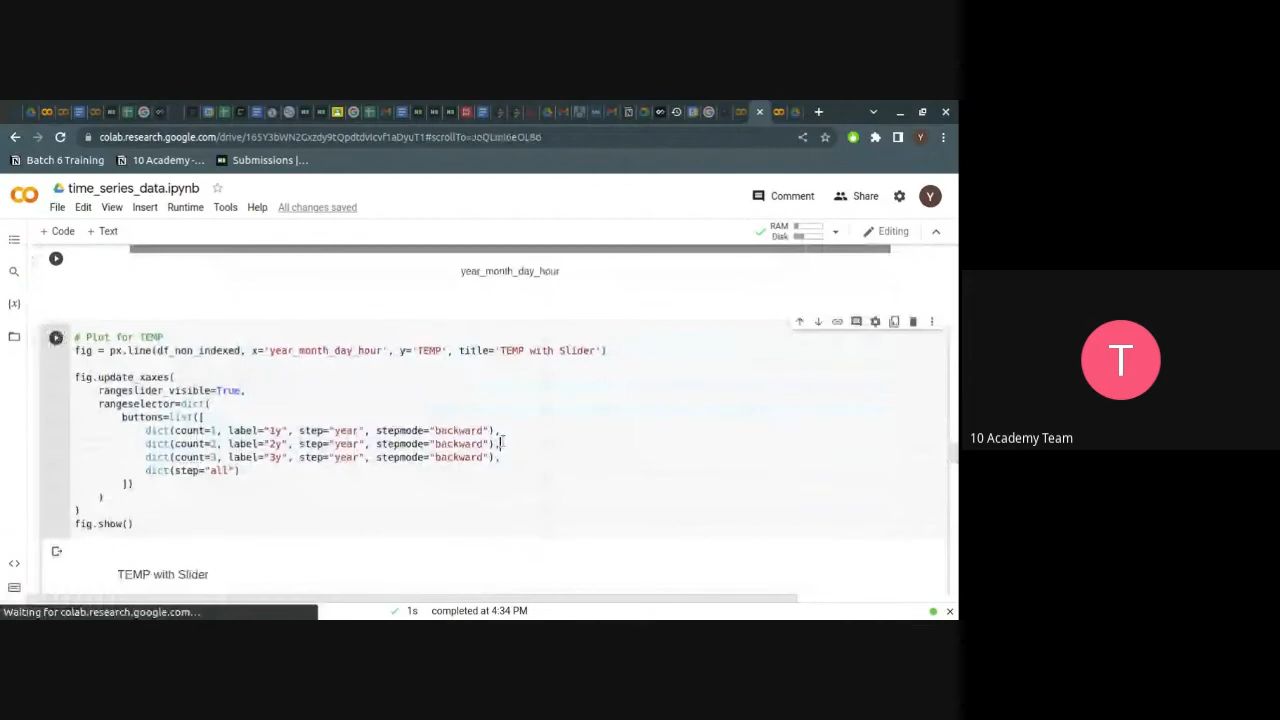 colab.research.google.com/drive/
Batch 6 Training
10 Academy -...
Submissions |...
time_series_data.ipynb
File Edit View Insert Runtime Tools Help All changes saved
Comment
Share
Y
+ Code + Text
RAM
Disk
Editing
{x}
year_month_day_hour
# Plot for TEMP
fig = px.line(df_non_indexed, x='year_month_day_hour', y='TEMP', title='TEMP with Slider')
fig.update_xaxes(
rangeslider_visible=True,
rangeselector=dict(
buttons=list([
dict(count=1, label="1y", step="year", stepmode="backward"),
dict(count=2, label="2y", step="year", stepmode="backward"),
dict(count=3, label="3y", step="year", stepmode="backward"),
dict(step="all")
])
)
)
fig.show()
TEMP with Slider
Waiting for colab.research.google.com...
1s completed at 4:34 PM
T
10 Academy Team